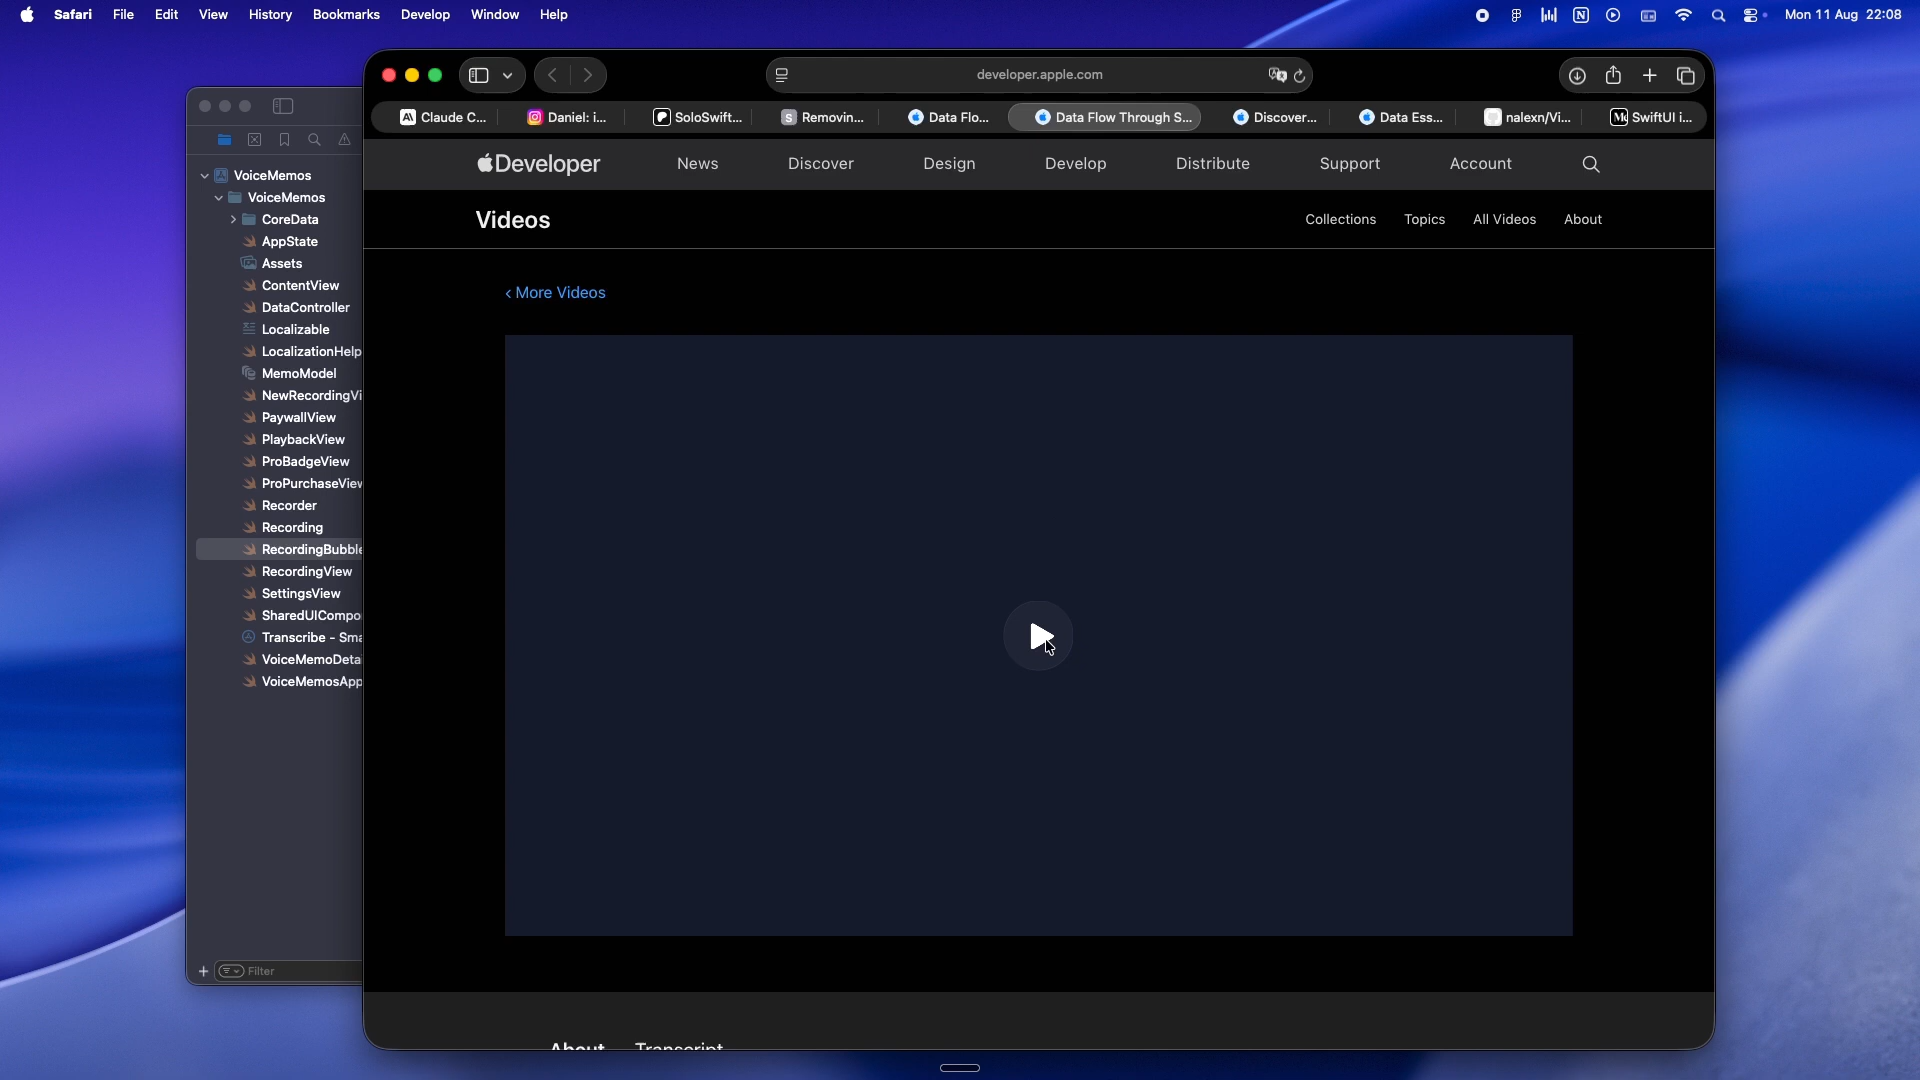 Safari File Edit View History Bookmarks Develop Window Help
Mon 11 Aug 22:08
developer.apple.com
Claude C...
Daniel: i...
SoloSwift...
Removin...
Data Flo...
Data Flow Through S...
Discover...
Data Ess...
nalexn/Vi...
SwiftUI i...
Developer News Discover Design Develop Distribute Support Account
Videos
Collections Topics All Videos About
< More Videos
About Transcript
VoiceMemos
VoiceMemos
CoreData
AppState
Assets
ContentView
DataController
Localizable
LocalizationHelp
MemoModel
NewRecordingVi
PaywallView
PlaybackView
ProBadgeView
ProPurchaseView
Recorder
Recording
RecordingBubble
RecordingView
SettingsView
SharedUICompo
Transcribe - Sma
VoiceMemoDeta
VoiceMemosApp
Filter